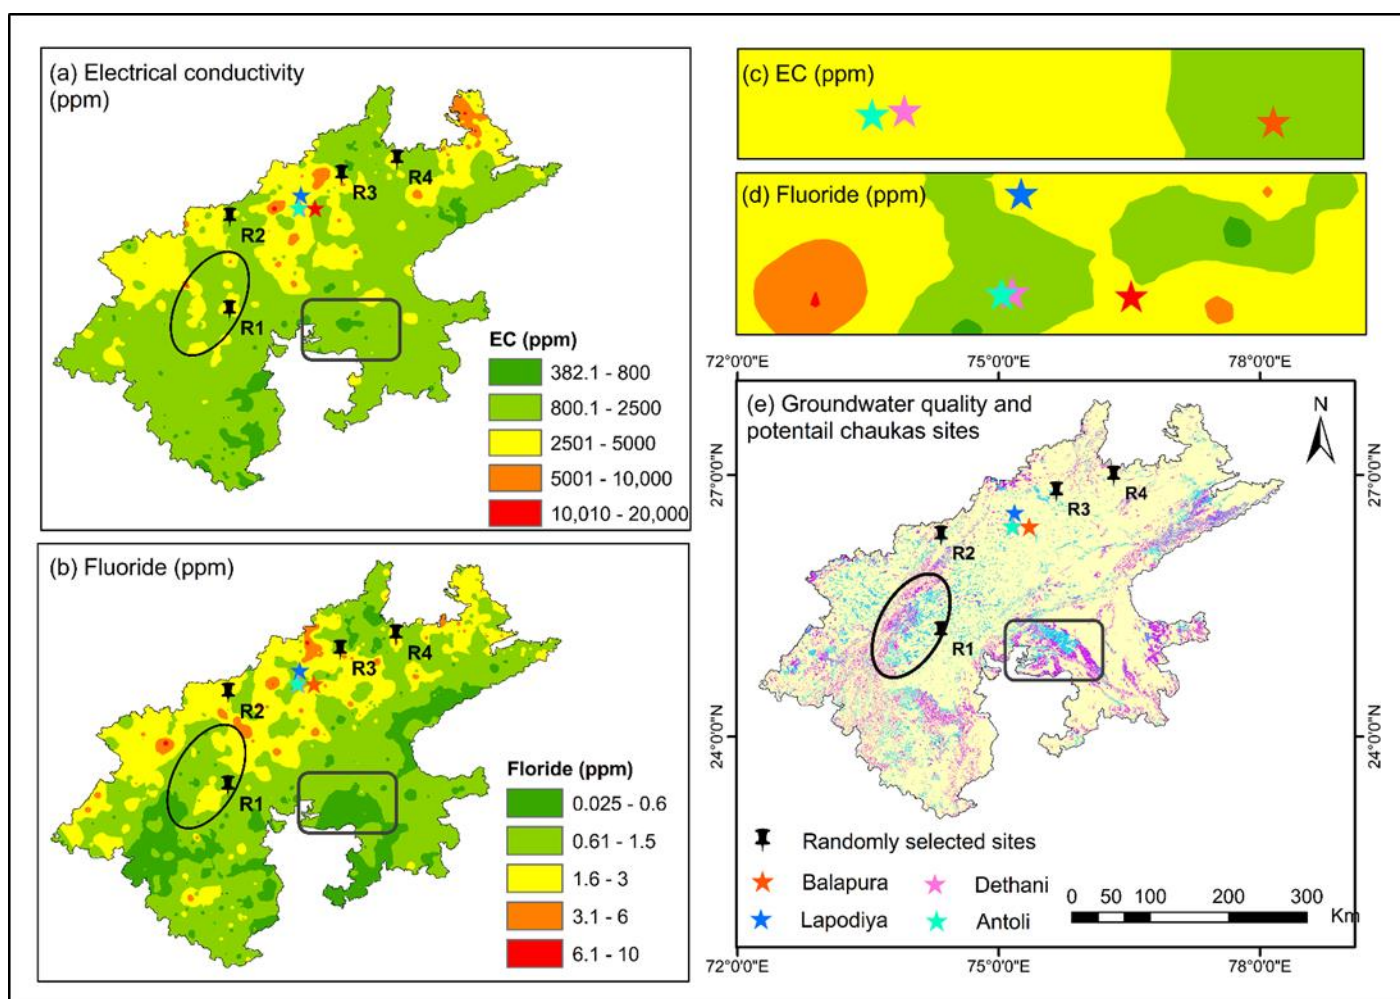 (a) Electrical conductivity
(ppm)
R1
R2
R3
R4
EC (ppm)
382.1 - 800
800.1 - 2500
2501 - 5000
5001 - 10,000
10,010 - 20,000
(b) Fluoride (ppm)
R1
R2
R3
R4
Floride (ppm)
0.025 - 0.6
0.61 - 1.5
1.6 - 3
3.1 - 6
6.1 - 10
(c) EC (ppm)
(d) Fluoride (ppm)
72°0'0"E 75°0'0"E 78°0'0"E
(e) Groundwater quality and
potentail chaukas sites
N
27°0'0"N
27°0'0"N
R4
R3
R2
R1
24°0'0"N
24°0'0"N
Randomly selected sites
Balapura
Dethani
Lapodiya
Antoli
0 50 100 200 300
Km
72°0'0"E 75°0'0"E 78°0'0"E